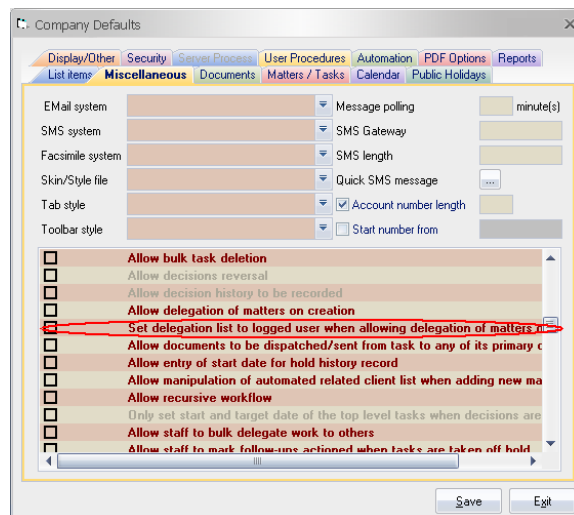 Company Defaults
Display/Other Security Server Process User Procedures Automation PDF Options Reports
List items Miscellaneous Documents Matters / Tasks Calendar Public Holidays
EMail system Message polling minute(s)
SMS system SMS Gateway
Facsimile system SMS length
Skin/Style file Quick SMS message ...
Tab style Account number length
Toolbar style Start number from
Allow bulk task deletion
Allow decisions reversal
Allow decision history to be recorded
Allow delegation of matters on creation
Set delegation list to logged user when allowing delegation of matters
Allow documents to be dispatched/sent from task to any of its primary
Allow entry of start date for hold history record
Allow manipulation of automated related client list when adding new ma
Allow recursive workflow
Only set start and target date of the top level tasks when decisions are
Allow staff to bulk delegate work to others
Allow staff to mark follow-ups actioned when tasks are taken off hold
Save Exit